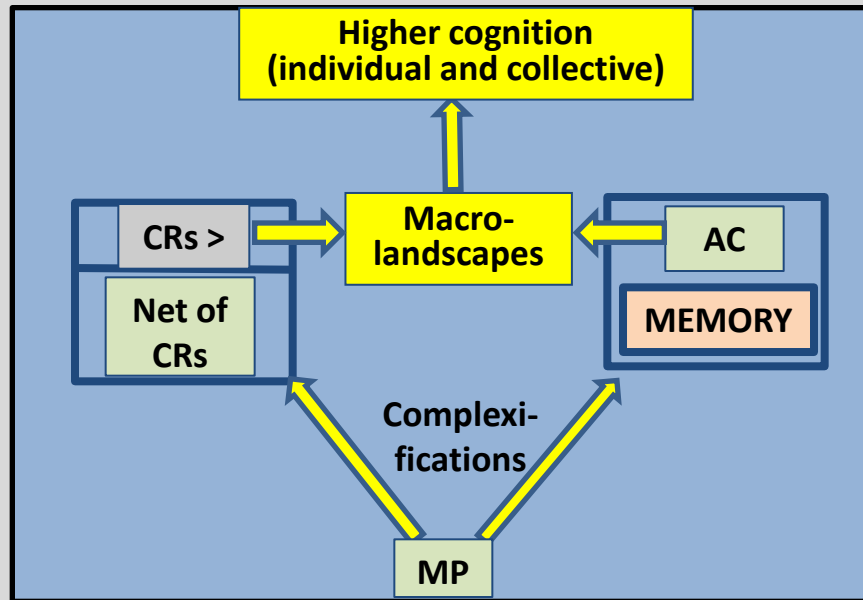 Higher cognition
(individual and collective)
CRs >
Macro-
landscapes
AC
Net of
CRs
MEMORY
Complexi-
fications
MP